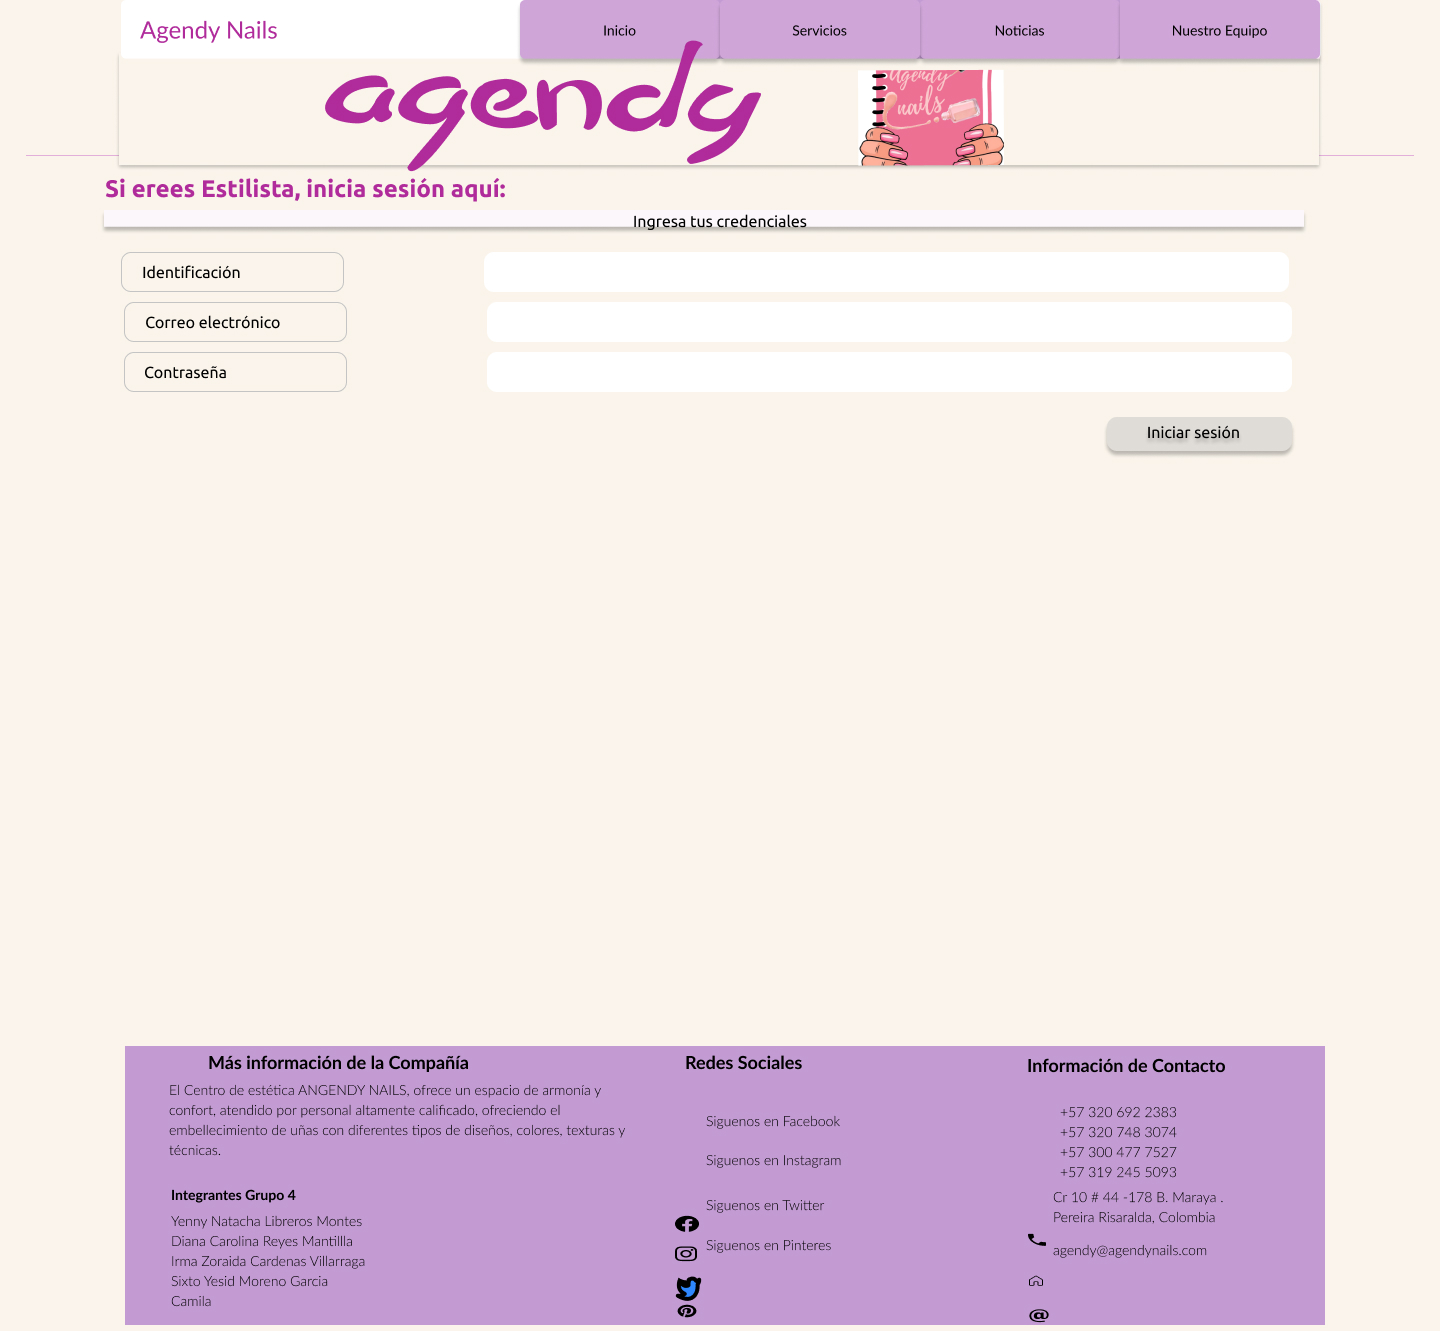 Agendy Nails
Inicio
Servicios
Noticias
Nuestro Equipo
agendy
Agendy
nails
Si erees Estilista, inicia sesión aquí:
Ingresa tus credenciales
Identificación
Correo electrónico
Contraseña
Iniciar sesión
Más información de la Compañía
El Centro de estética ANGENDY NAILS, ofrece un espacio de armonía y
confort, atendido por personal altamente calificado, ofreciendo el
embellecimiento de uñas con diferentes tipos de diseños, colores, texturas y
técnicas.
Integrantes Grupo 4
Yenny Natacha Libreros Montes
Diana Carolina Reyes Mantillla
Irma Zoraida Cardenas Villarraga
Sixto Yesid Moreno Garcia
Camila
Redes Sociales
Siguenos en Facebook
Siguenos en Instagram
Siguenos en Twitter
Siguenos en Pinteres
Información de Contacto
+57 320 692 2383
+57 320 748 3074
+57 300 477 7527
+57 319 245 5093
Cr 10 # 44 -178 B. Maraya .
Pereira Risaralda, Colombia
agendy@agendynails.com